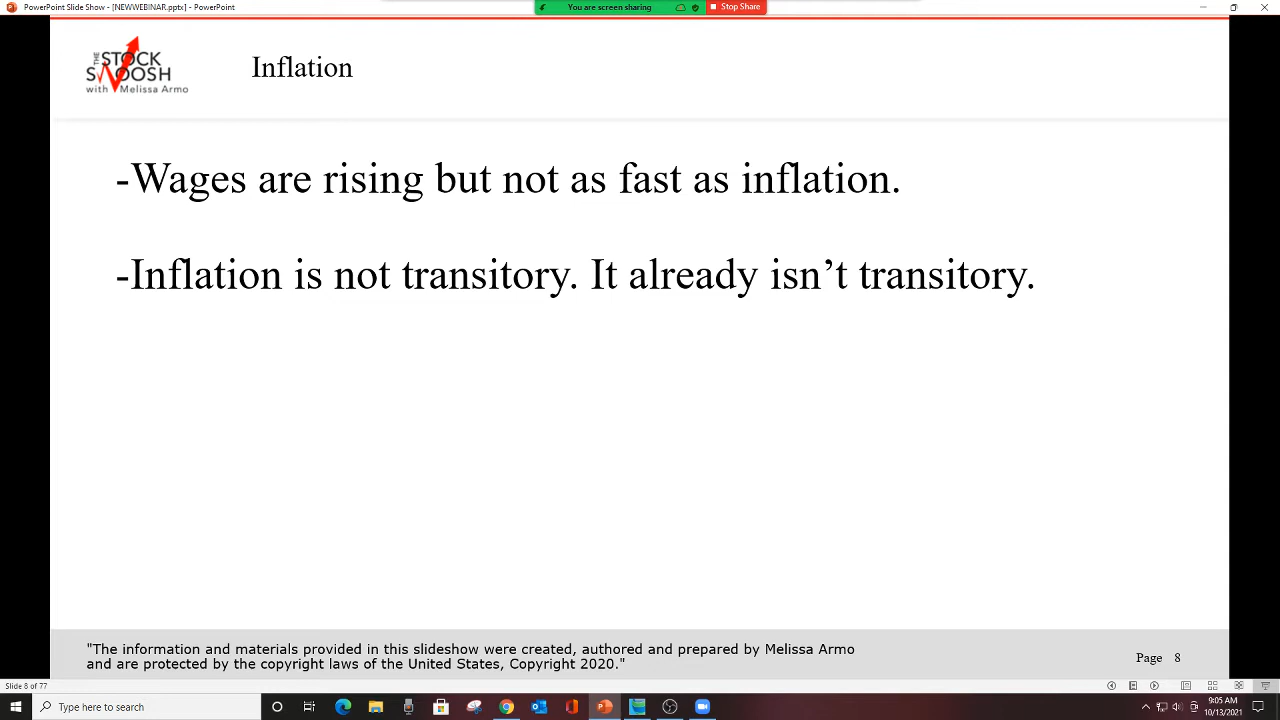 PowerPoint Slide Show - [NEWWEBINAR.pptx] - PowerPoint
You are screen sharing
Stop Share
THE STOCK
SWOOSH
with Melissa Armo
Inflation
-Wages are rising but not as fast as inflation.
-Inflation is not transitory. It already isn’t transitory.
"The information and materials provided in this slideshow were created, authored and prepared by Melissa Armo
and are protected by the copyright laws of the United States, Copyright 2020."
Page 8
Slide 8 of 77
Type here to search
9:05 AM
10/13/2021